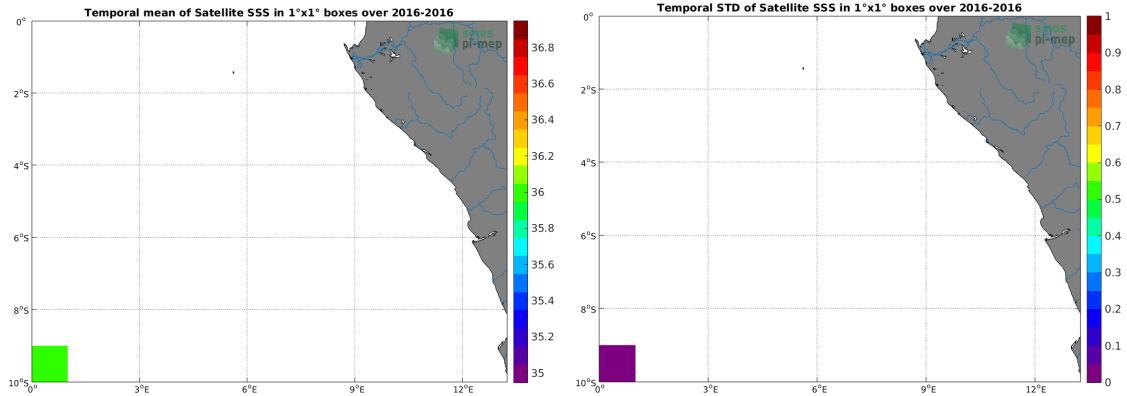 Temporal mean of Satellite SSS in 1°x1° boxes over 2016-2016
0°
2°S
4°S
6°S
8°S
10°S
0°
3°E
6°E
9°E
12°E
36.8
36.6
36.4
36.2
36
35.8
35.6
35.4
35.2
35
smos
pi-mep
Temporal STD of Satellite SSS in 1°x1° boxes over 2016-2016
0°
2°S
4°S
6°S
8°S
10°S
0°
3°E
6°E
9°E
12°E
1
0.9
0.8
0.7
0.6
0.5
0.4
0.3
0.2
0.1
0
smos
pi-mep